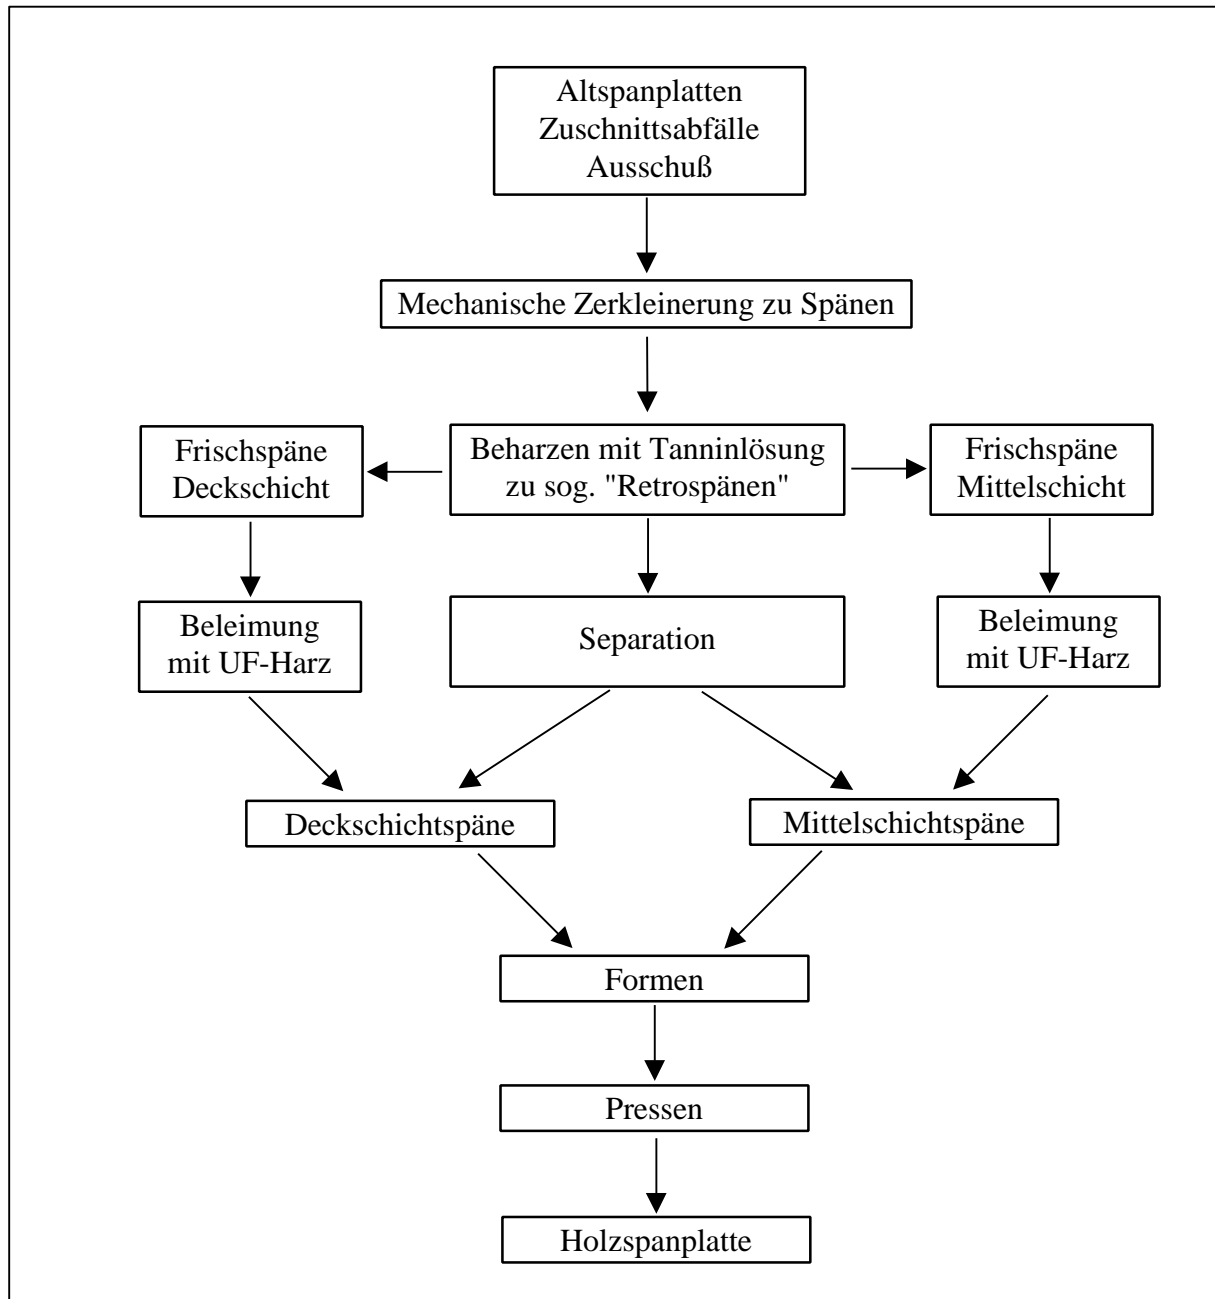 Altspanplatten
Zuschnittsabfälle
Ausschuß
Mechanische Zerkleinerung zu Spänen
Frischspäne
Deckschicht
Beharzen mit Tanninlösung
zu sog. "Retrospänen"
Frischspäne
Mittelschicht
Beleimung
mit UF-Harz
Separation
Beleimung
mit UF-Harz
Deckschichtspäne
Mittelschichtspäne
Formen
Pressen
Holzspanplatte